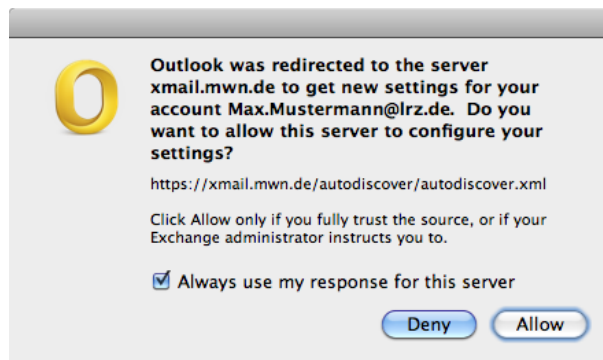 Outlook was redirected to the server
xmail.mwn.de to get new settings for your
account Max.Mustermann@lrz.de.  Do you
want to allow this server to configure your
settings?
https://xmail.mwn.de/autodiscover/autodiscover.xml
Click Allow only if you fully trust the source, or if your
Exchange administrator instructs you to.
Always use my response for this server
Deny
Allow